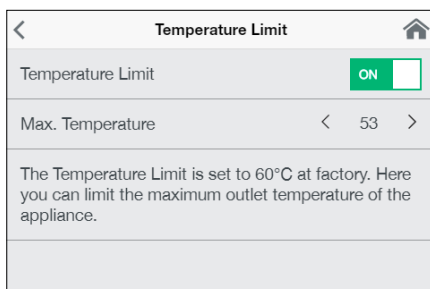 Temperature Limit
Temperature Limit ON
Max. Temperature < 53 >
The Temperature Limit is set to 60°C at factory. Here
you can limit the maximum outlet temperature of the
appliance.